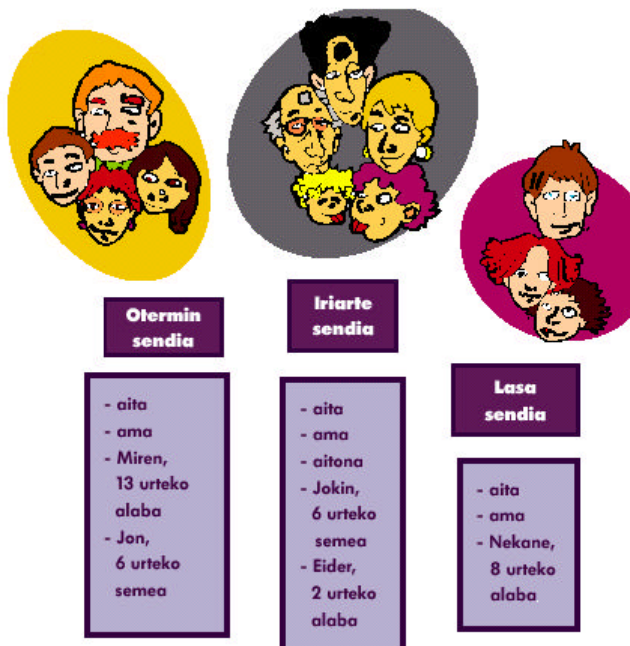 Otermin
sendia
- aita
- ama
- Miren,
13 urteko
alaba
- Jon,
6 urteko
semea
Iriarte
sendia
- aita
- ama
- aitona
- Jokin,
6 urteko
semea
- Eider,
2 urteko
alaba
Lasa
sendia
- aita
- ama
- Nekane,
8 urteko
alaba